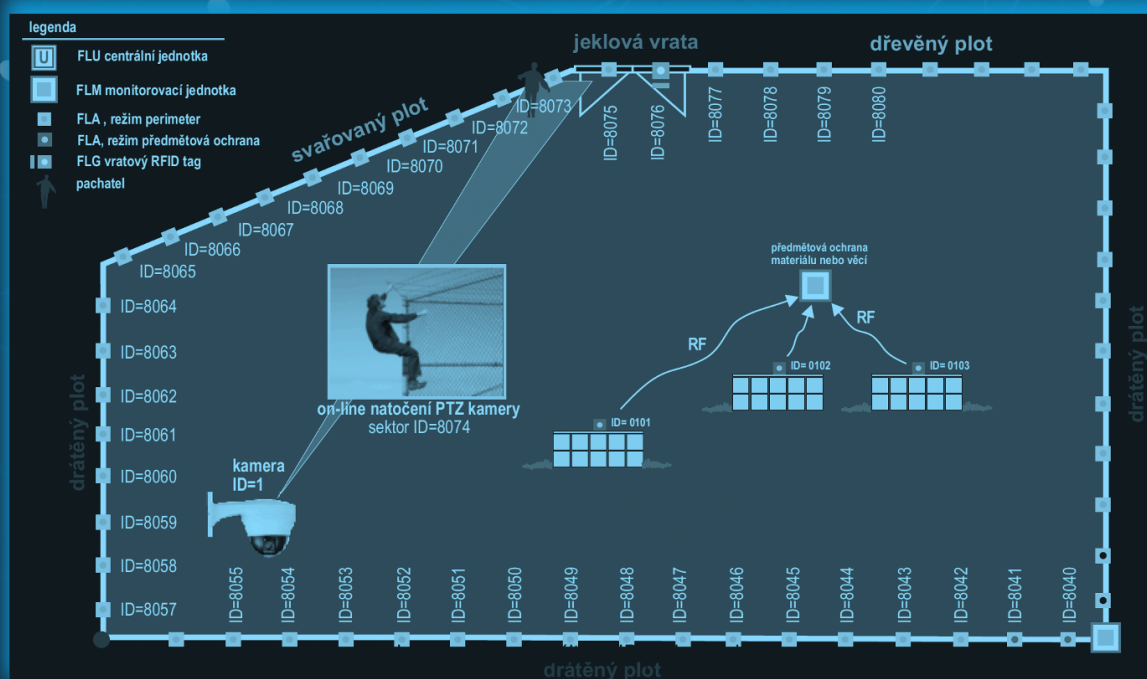 legenda
U
FLU centrální jednotka
FLM monitorovací jednotka
FLA , režim perimeter
FLA, režim předmětová ochrana
FLG vratový RFID tag
pachatel
jeklová vrata
dřevěný plot
svařovaný plot
ID=8073
ID=8072
ID=8071
ID=8070
ID=8069
ID=8068
ID=8067
ID=8066
ID=8065
ID=8075
ID=8076
ID=8077
ID=8078
ID=8079
ID=8080
ID=8064
ID=8063
ID=8062
ID=8061
ID=8060
ID=8059
ID=8058
ID=8057
drátěný plot
předmětová ochrana
materiálu nebo věcí
RF
RF
ID= 0102
ID= 0103
ID= 0101
on-line natočení PTZ kamery
sektor ID=8074
kamera
ID=1
drátěný plot
ID=8055
ID=8054
ID=8053
ID=8052
ID=8051
ID=8050
ID=8049
ID=8048
ID=8047
ID=8046
ID=8045
ID=8044
ID=8043
ID=8042
ID=8041
ID=8040
drátěný plot